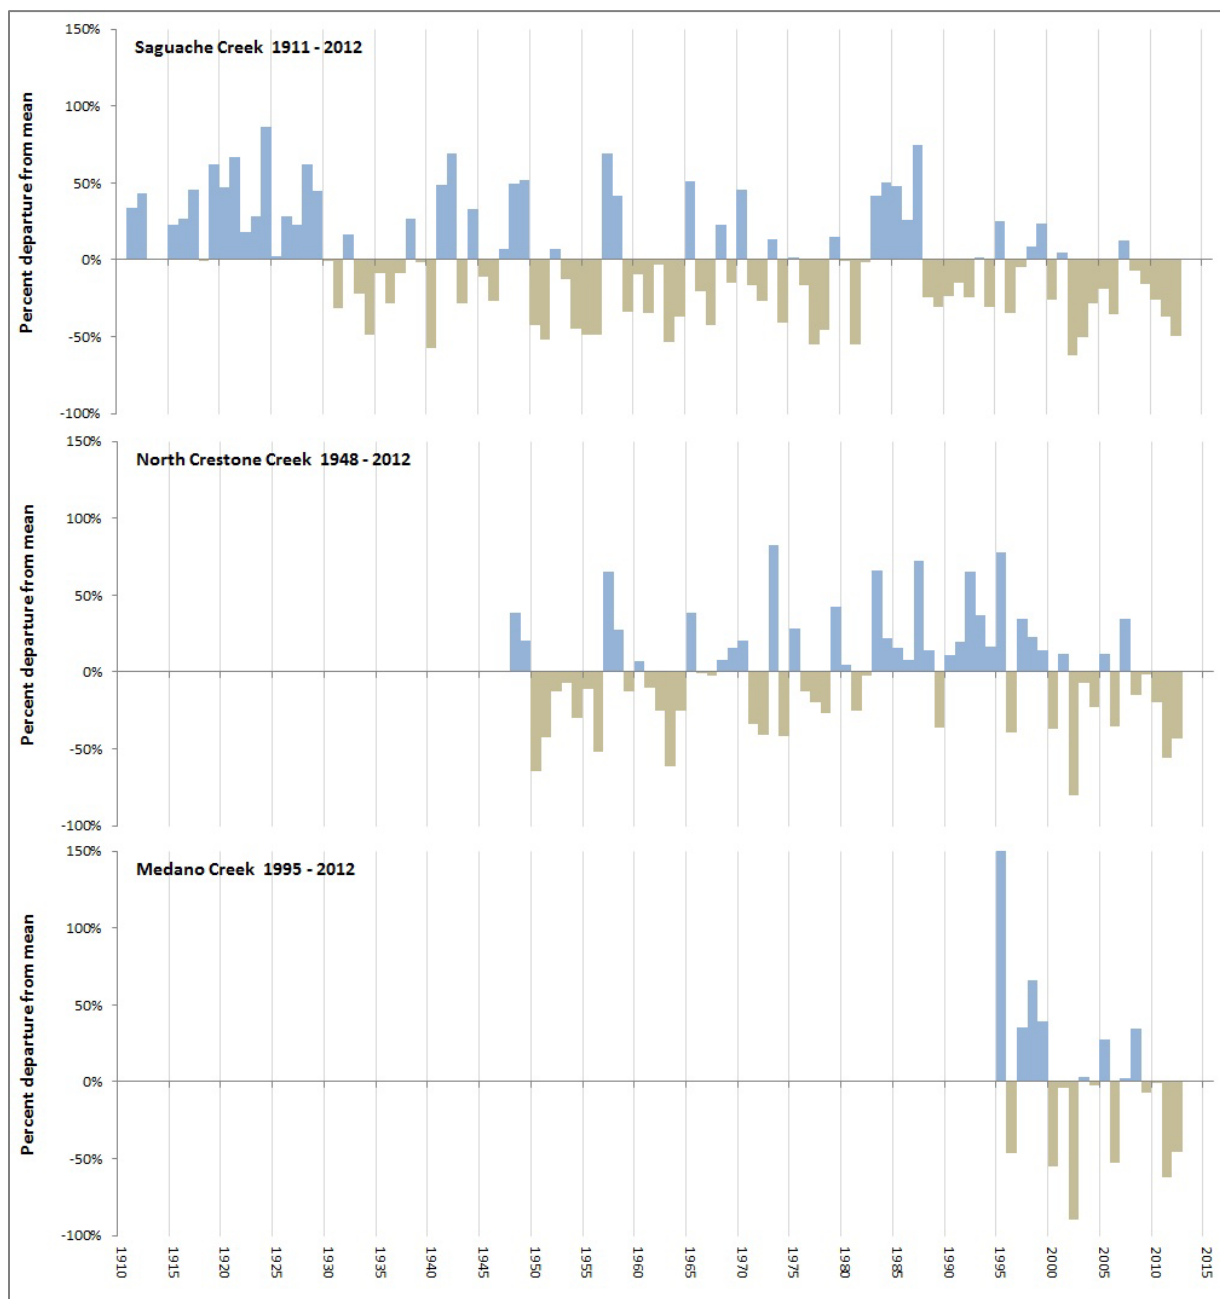 Saguache Creek 1911 - 2012
Percent departure from mean
150%
100%
50%
0%
-50%
-100%
North Crestone Creek 1948 - 2012
Percent departure from mean
150%
100%
50%
0%
-50%
-100%
Medano Creek 1995 - 2012
Percent departure from mean
150%
100%
50%
0%
-50%
-100%
1910 1915 1920 1925 1930 1935 1940 1945 1950 1955 1960 1965 1970 1975 1980 1985 1990 1995 2000 2005 2010 2015